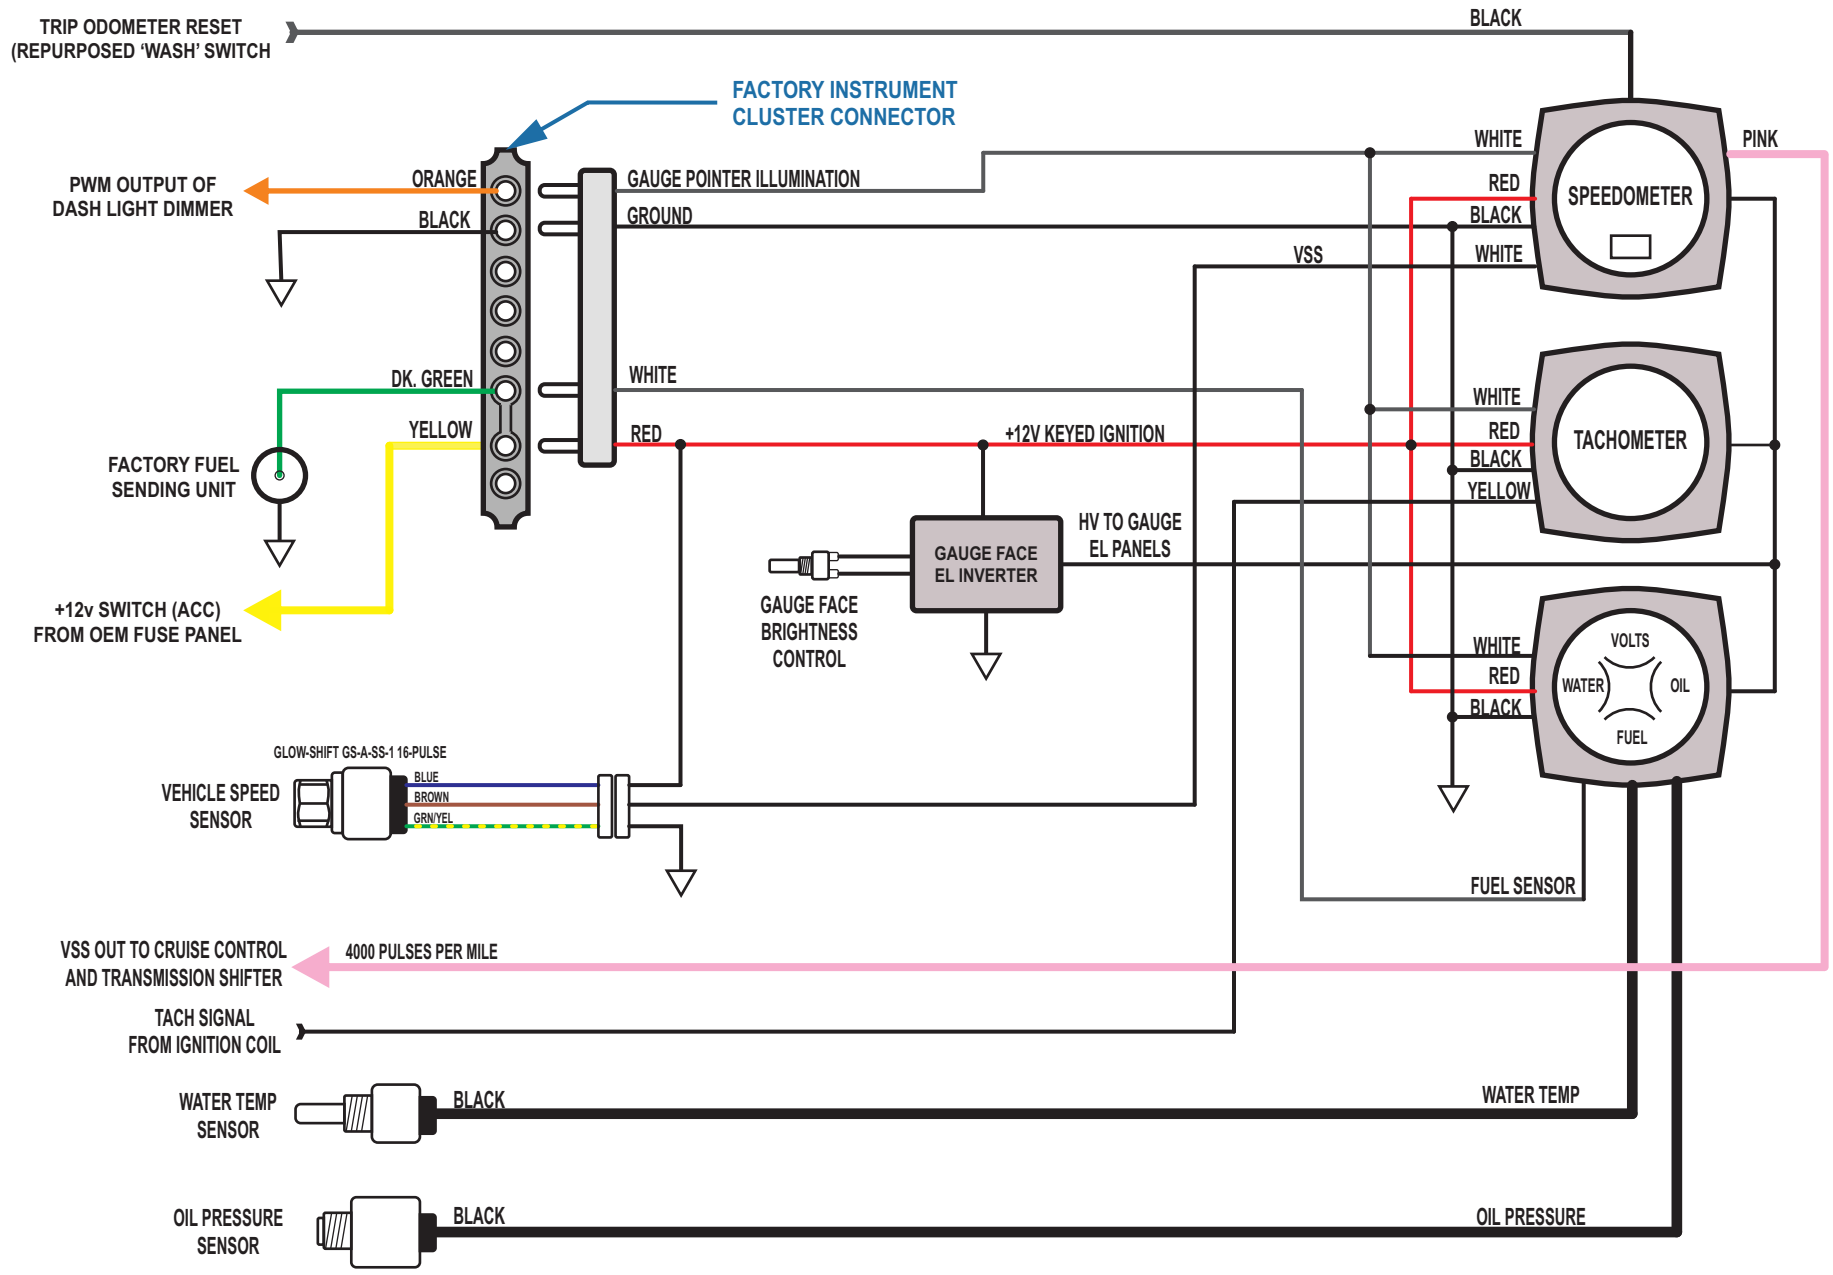 TRIP ODOMETER RESET
(REPURPOSED ‘WASH’ SWITCH
BLACK
FACTORY INSTRUMENT
CLUSTER CONNECTOR
WHITE
PINK
ORANGE
GAUGE POINTER ILLUMINATION
PWM OUTPUT OF
DASH LIGHT DIMMER
RED
SPEEDOMETER
BLACK
GROUND
BLACK
VSS
WHITE
DK. GREEN
WHITE
WHITE
YELLOW
RED
+12V KEYED IGNITION
RED
TACHOMETER
BLACK
FACTORY FUEL
SENDING UNIT
YELLOW
HV TO GAUGE
EL PANELS
GAUGE FACE
EL INVERTER
+12v SWITCH (ACC)
FROM OEM FUSE PANEL
GAUGE FACE
BRIGHTNESS
CONTROL
WHITE
RED
BLACK
VOLTS
WATER
OIL
FUEL
GLOW-SHIFT GS-A-SS-1 16-PULSE
VEHICLE SPEED
SENSOR
BLUE
BROWN
GRN/YEL
FUEL SENSOR
VSS OUT TO CRUISE CONTROL
AND TRANSMISSION SHIFTER
4000 PULSES PER MILE
TACH SIGNAL
FROM IGNITION COIL
WATER TEMP
SENSOR
BLACK
WATER TEMP
OIL PRESSURE
SENSOR
BLACK
OIL PRESSURE